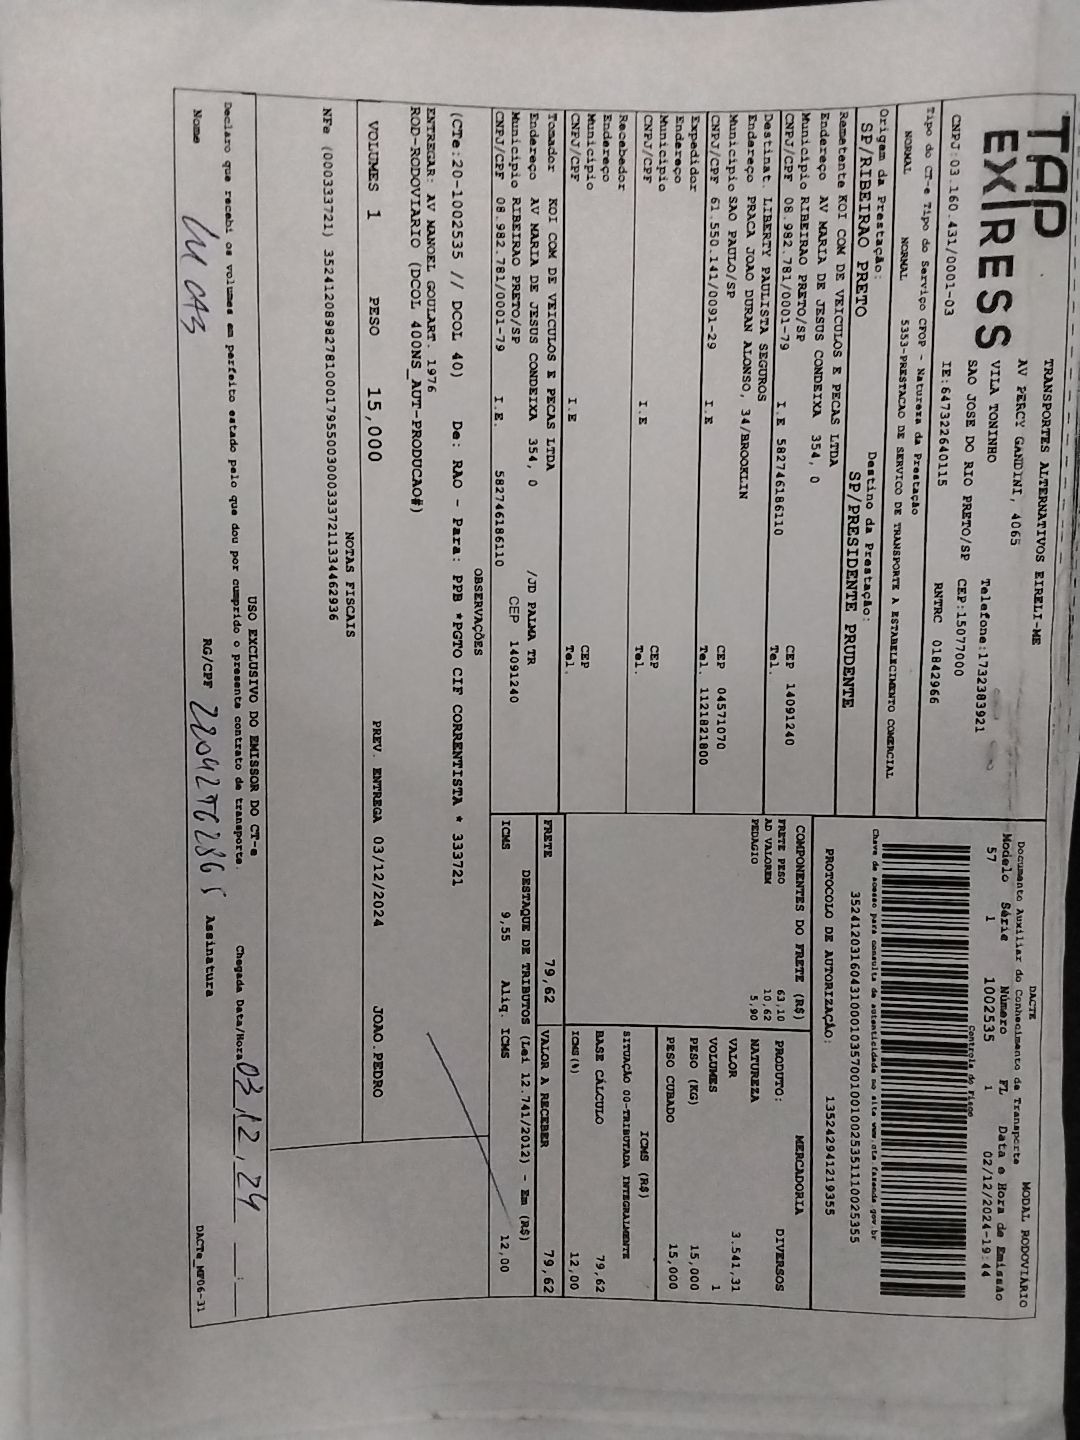 TAP
EXPRESS
TRANSPORTES ALTERNATIVOS EIRELI-ME
AV PERCY GANDINI, 4065
VILA TONINHO Telefone:1732383921
SAO JOSE DO RIO PRETO/SP CEP:15077000
CNPJ:03.160.431/0001-03 IE:647322640115 RNTRC 01842966
DACTE MODAL RODOVIÁRIO
Documento Auxiliar do Conhecimento de Transporte
Modelo Série Número FL Data e Hora de Emissão
57 1 1002535 1 02/12/2024-19:44
Controle do Fisco
Chave de acesso para consulta de autenticidade no site www.cte.fazenda.gov.br
35241203160431000103570010010025351110025355
PROTOCOLO DE AUTORIZAÇÃO: 135242941219355
Tipo do CT-e Tipo do Serviço CFOP - Natureza da Prestação
NORMAL NORMAL 5353-PRESTACAO DE SERVICO DE TRANSPORTE A ESTABELECIMENTO COMERCIAL
Origem da Prestação: Destino da Prestação:
SP/RIBEIRAO PRETO SP/PRESIDENTE PRUDENTE
Remetente KOI COM DE VEICULOS E PECAS LTDA
Endereço AV MARIA DE JESUS CONDEIXA 354, 0
Município RIBEIRAO PRETO/SP CEP 14091240
CNPJ/CPF 08.982.781/0001-79 I.E 582746186110 Tel.
Destinat. LIBERTY PAULISTA SEGUROS
Endereço PRACA JOAO DURAN ALONSO, 34/BROOKLIN
Município SAO PAULO/SP CEP 04571070
CNPJ/CPF 61.550.141/0091-29 I.E Tel. 1121821800
Expedidor
Endereço
Município CEP
CNPJ/CPF I.E Tel.
Recebedor
Endereço
Município CEP
CNPJ/CPF I.E Tel.
Tomador KOI COM DE VEICULOS E PECAS LTDA
Endereço AV MARIA DE JESUS CONDEIXA 354, 0 /JD PALMA TR
Município RIBEIRAO PRETO/SP CEP 14091240
CNPJ/CPF 08.982.781/0001-79 I.E. 582746186110
COMPONENTES DO FRETE (R$)
FRETE PESO 63,10
AD VALOREM 10,62
PEDAGIO 5,90
MERCADORIA
PRODUTO: DIVERSOS
NATUREZA
VALOR 3.541,31
VOLUMES 1
PESO (KG) 15,000
PESO CUBADO 15,000
ICMS (R$)
SITUAÇÃO 00-TRIBUTADA INTEGRALMENTE
BASE CÁLCULO 79,62
ICMS(%) 12,00
FRETE 79,62 VALOR A RECEBER 79,62
DESTAQUE DE TRIBUTOS (Lei 12.741/2012) - Em (R$)
ICMS 9,55 Aliq. ICMS 12,00
OBSERVAÇÕES
(CTe:20-1002535 // DCOL 40) De: RAO - Para: PPB *PGTO CIF CORRENTISTA * 333721
ENTREGAR: AV MANOEL GOULART. 1976
ROD-RODOVIARIO (DCOL 400NS_AUT-PRODUCAO#)
VOLUMES 1 PESO 15,000 PREV. ENTREGA 03/12/2024 JOAO.PEDRO
NOTAS FISCAIS
NFe (000333721) 35241208982781000179550030003337211334462936
USO EXCLUSIVO DO EMISSOR DO CT-e
Declaro que recebi os volumes em perfeito estado pelo que dou por cumprido o presente contrato de transporte. Chegada Data/Hora 03.12.24
Nome RG/CPF Assinatura
DACTe_MF06-31